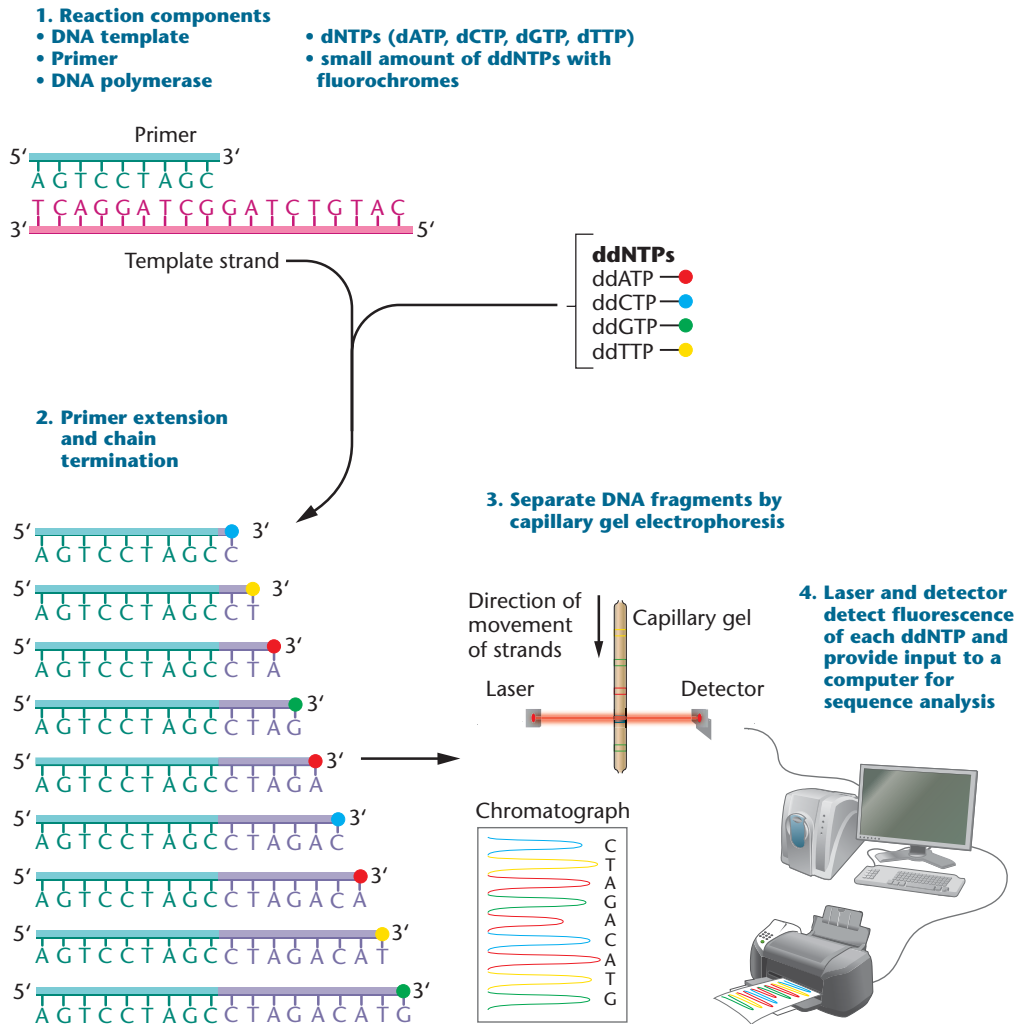 1. Reaction components
• DNA template
• Primer
• DNA polymerase
• dNTPs (dATP, dCTP, dGTP, dTTP)
• small amount of ddNTPs with
fluorochromes
Primer
5′ 3′
A G T C C T A G C
T C A G G A T C G G A T C T G T A C
3′ 5′
Template strand
ddNTPs
ddATP
ddCTP
ddGTP
ddTTP
2. Primer extension
and chain
termination
5′ 3′
A G T C C T A G C C
5′ 3′
A G T C C T A G C C T
5′ 3′
A G T C C T A G C C T A
5′ 3′
A G T C C T A G C C T A G
5′ 3′
A G T C C T A G C C T A G A
5′ 3′
A G T C C T A G C C T A G A C
5′ 3′
A G T C C T A G C C T A G A C A
5′ 3′
A G T C C T A G C C T A G A C A T
5′ 3′
A G T C C T A G C C T A G A C A T G
3. Separate DNA fragments by
capillary gel electrophoresis
Direction of
movement
of strands
Capillary gel
Laser
Detector
Chromatograph
C
T
A
G
A
C
A
T
G
4. Laser and detector
detect fluorescence
of each ddNTP and
provide input to a
computer for
sequence analysis